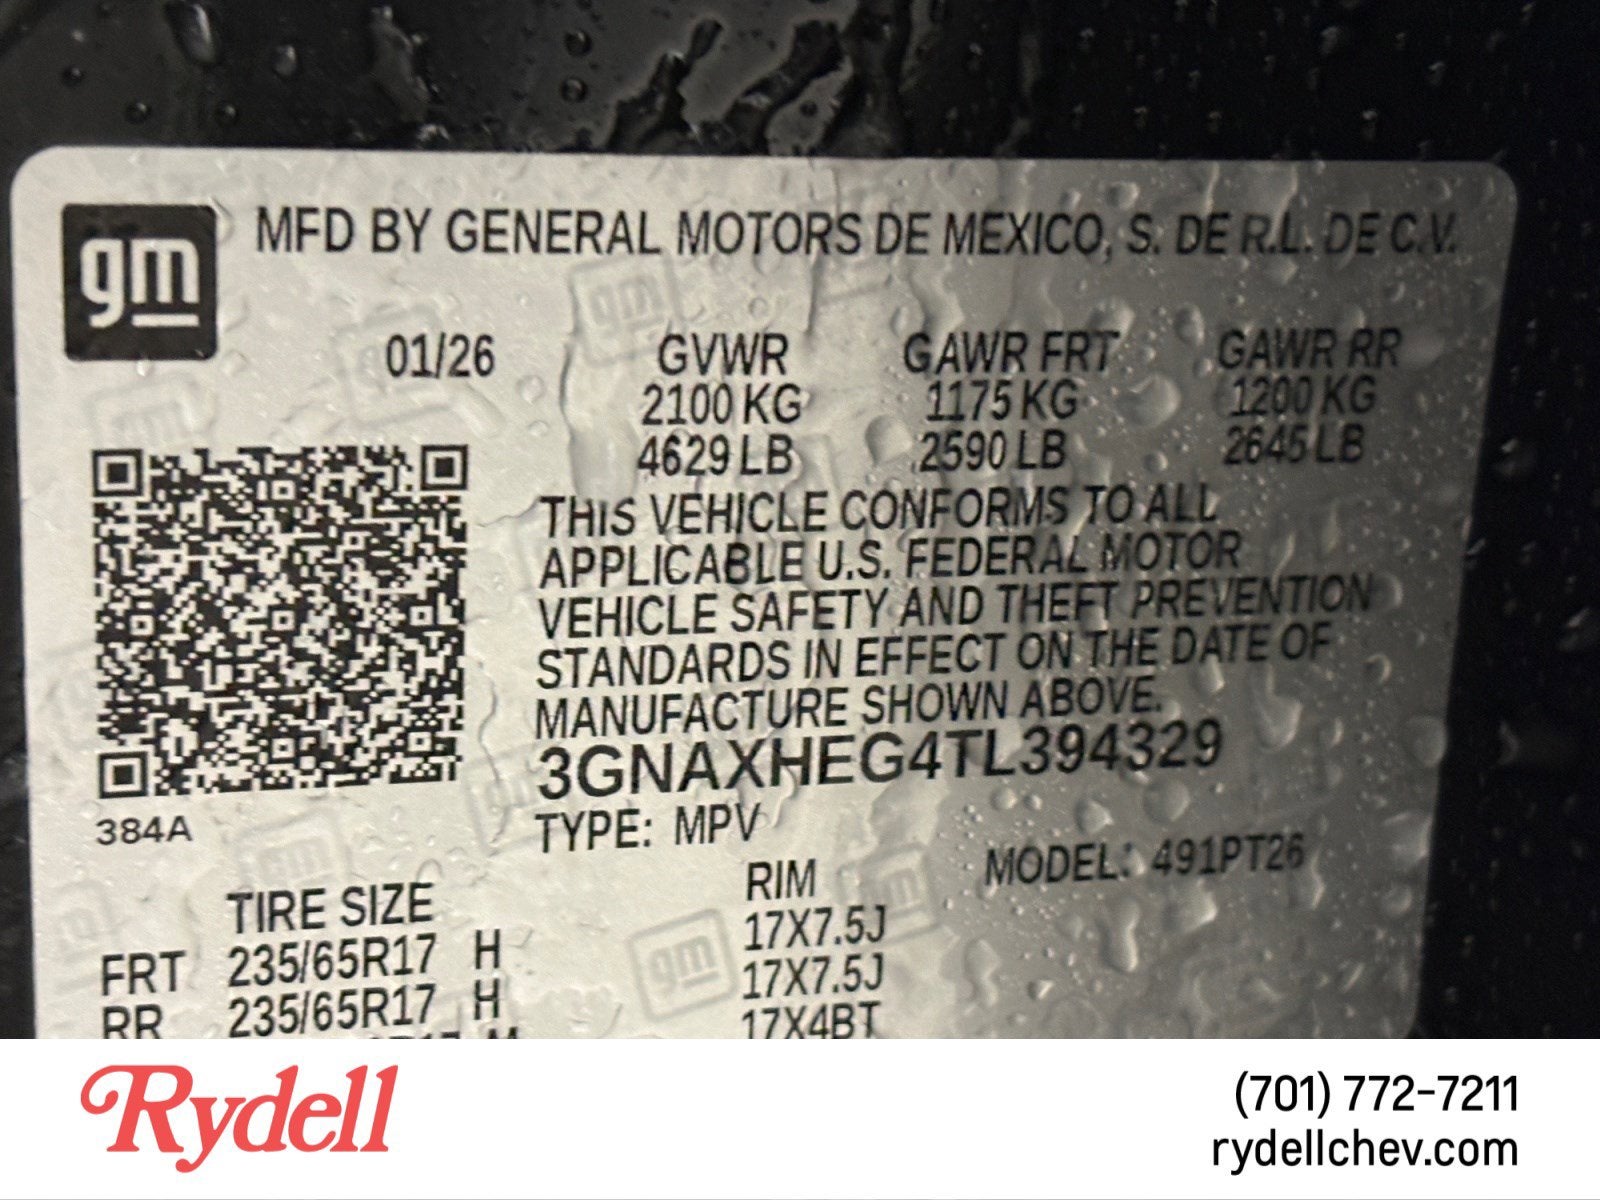 gm
MFD BY GENERAL MOTORS DE MEXICO, S. DE R.L. DE C.V.
01/26 GVWR GAWR FRT GAWR RR
2100 KG 1175 KG 1200 KG
4629 LB 2590 LB 2645 LB
THIS VEHICLE CONFORMS TO ALL
APPLICABLE U.S. FEDERAL MOTOR
VEHICLE SAFETY AND THEFT PREVENTION
STANDARDS IN EFFECT ON THE DATE OF
MANUFACTURE SHOWN ABOVE.
3GNAXHEG4TL394329
384A
TYPE: MPV
MODEL: 491PT26
TIRE SIZE RIM
FRT 235/65R17 H 17X7.5J
RR 235/65R17 H 17X7.5J
17X4BT
Rydell
(701) 772-7211
rydellchev.com